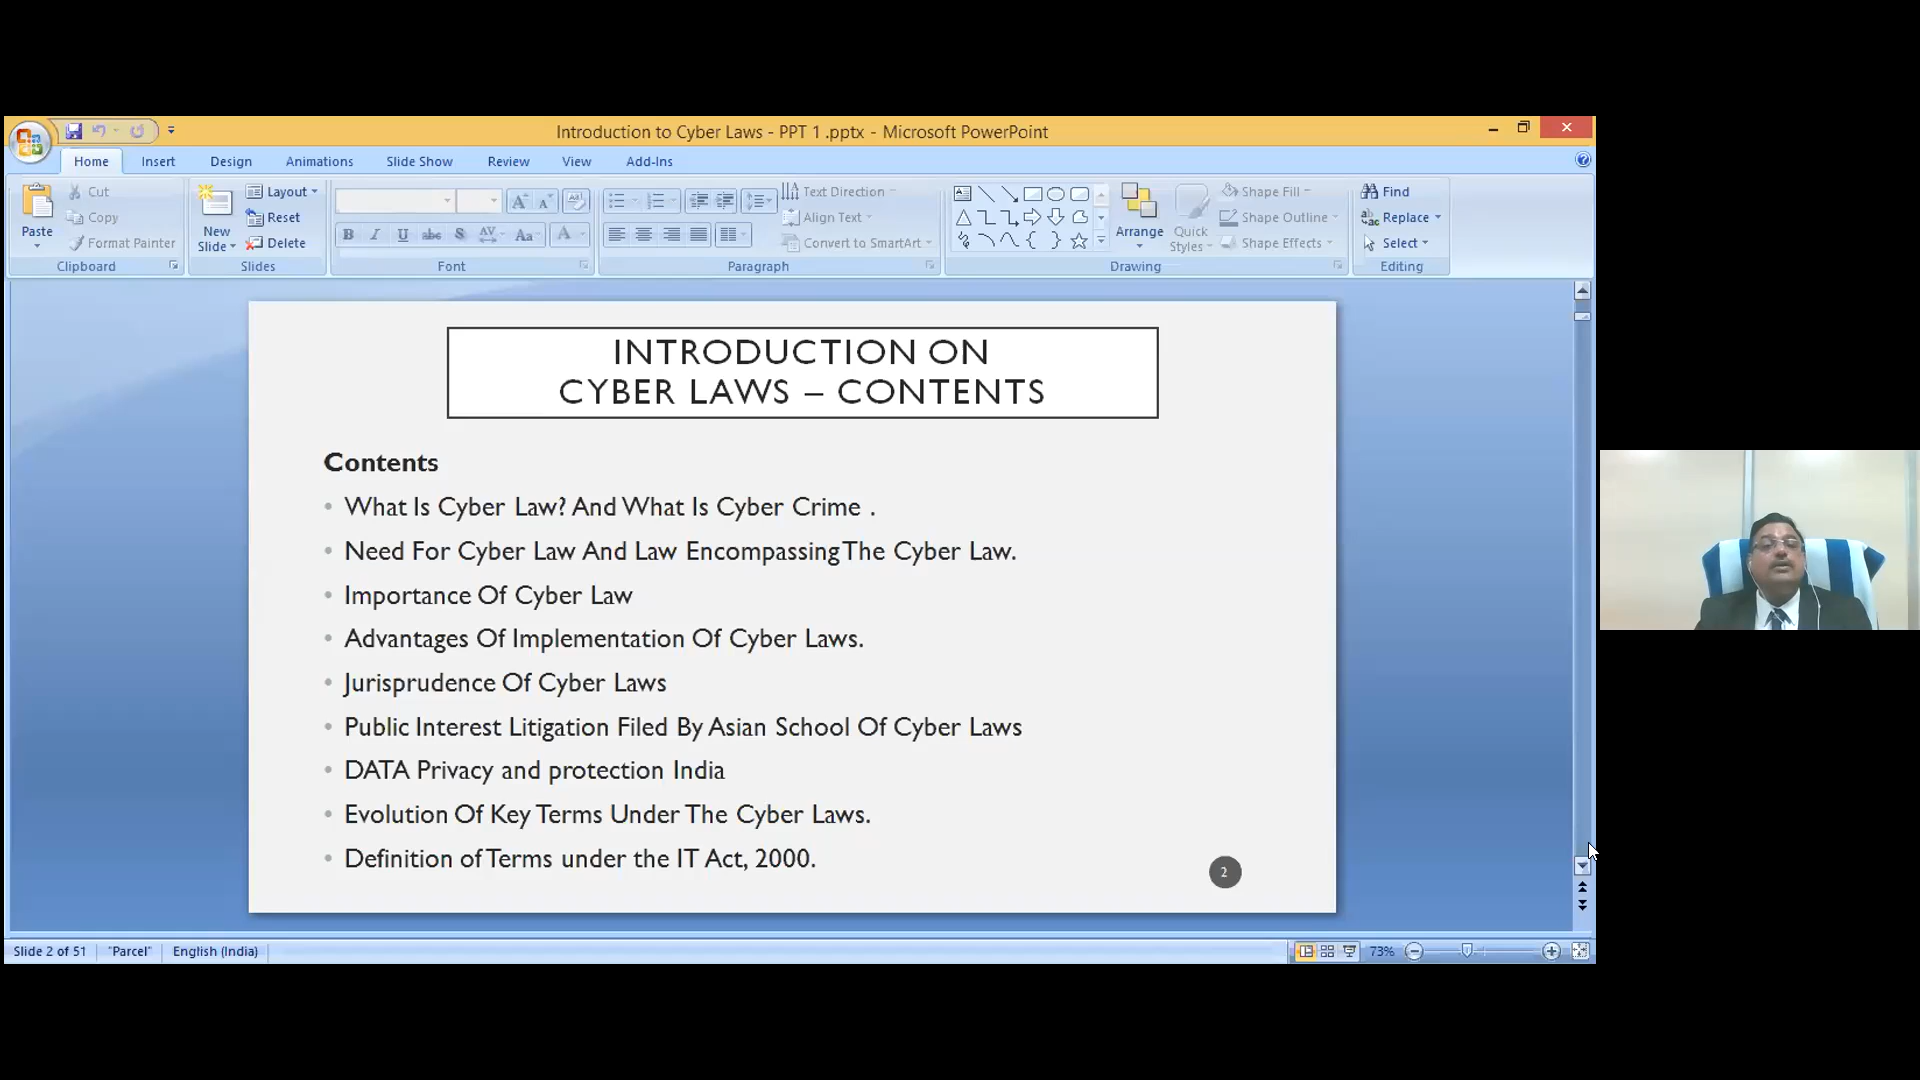 Introduction to Cyber Laws - PPT 1 .pptx - Microsoft PowerPoint
Home Insert Design Animations Slide Show Review View Add-Ins
Paste
Cut
Copy
Format Painter
Clipboard
New Slide
Layout
Reset
Delete
Slides
Font
Text Direction
Align Text
Convert to SmartArt
Paragraph
Arrange
Quick Styles
Shape Fill
Shape Outline
Shape Effects
Drawing
Find
Replace
Select
Editing
INTRODUCTION ON
CYBER LAWS – CONTENTS
Contents
• What Is Cyber Law? And What Is Cyber Crime .
• Need For Cyber Law And Law Encompassing The Cyber Law.
• Importance Of Cyber Law
• Advantages Of Implementation Of Cyber Laws.
• Jurisprudence Of Cyber Laws
• Public Interest Litigation Filed By Asian School Of Cyber Laws
• DATA Privacy and protection India
• Evolution Of Key Terms Under The Cyber Laws.
• Definition of Terms under the IT Act, 2000.
2
Slide 2 of 51 "Parcel" English (India) 73%